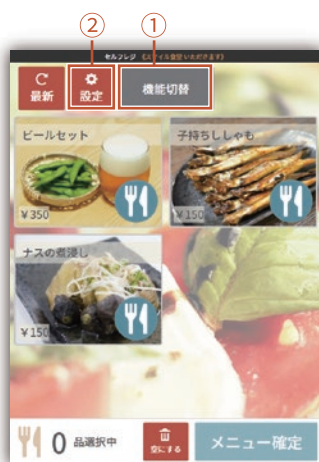 ② ①
セルフレジ
最新 設定 機能切替
ビールセット 子持ちししゃも
¥350 ¥150
ナスの煮浸し
¥150
0 品選択中 空にする メニュー確定